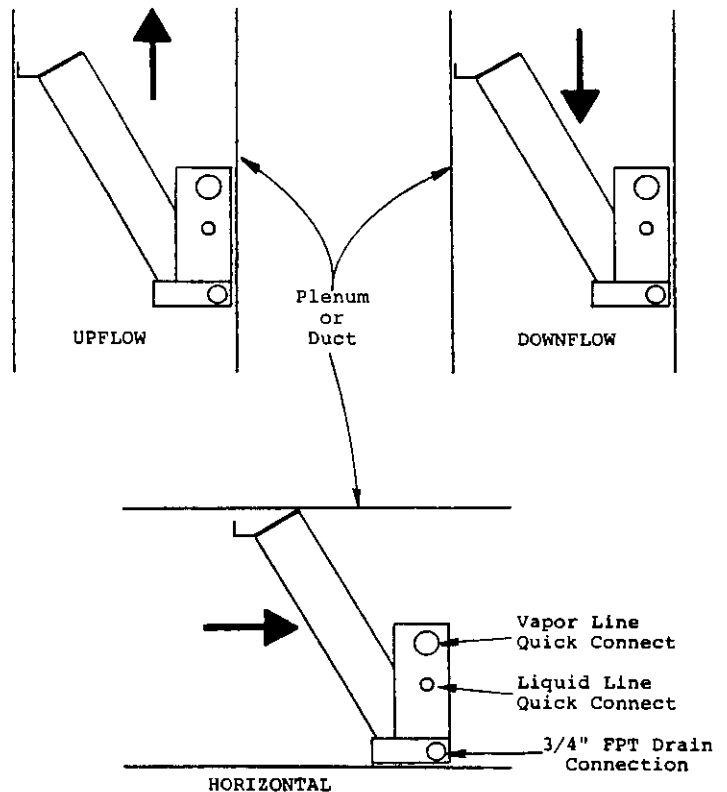 Plenum
or
Duct
UPFLOW
DOWNFLOW
Vapor Line
Quick Connect
Liquid Line
Quick Connect
3/4" FPT Drain
Connection
HORIZONTAL